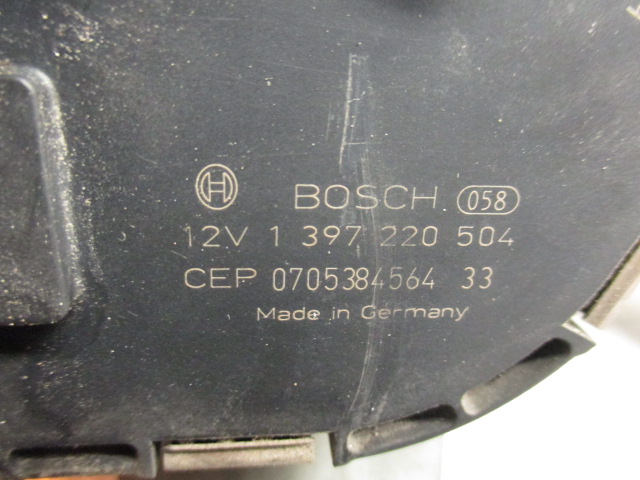 BOSCH 058
12V 1 397 220 504
CEP 0705384564 33
Made in Germany